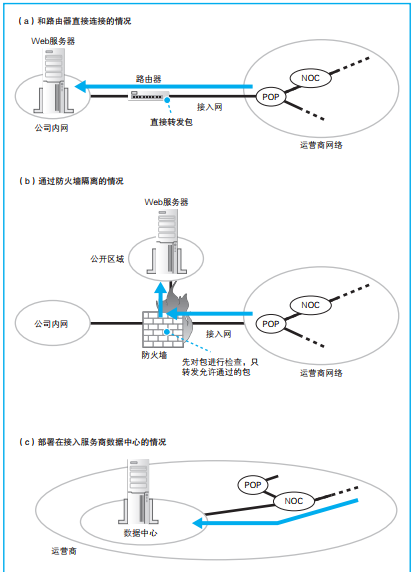 (a)和路由器直接连接的情况
Web服务器
路由器
NOC
POP
接入网
公司内网
直接转发包
运营商网络
(b)通过防火墙隔离的情况
Web服务器
公开区域
NOC
公司内网
POP
接入网
防火墙
先对包进行检查，只
转发允许通过的包
运营商网络
(c)部署在接入服务商数据中心的情况
POP
NOC
数据中心
运营商